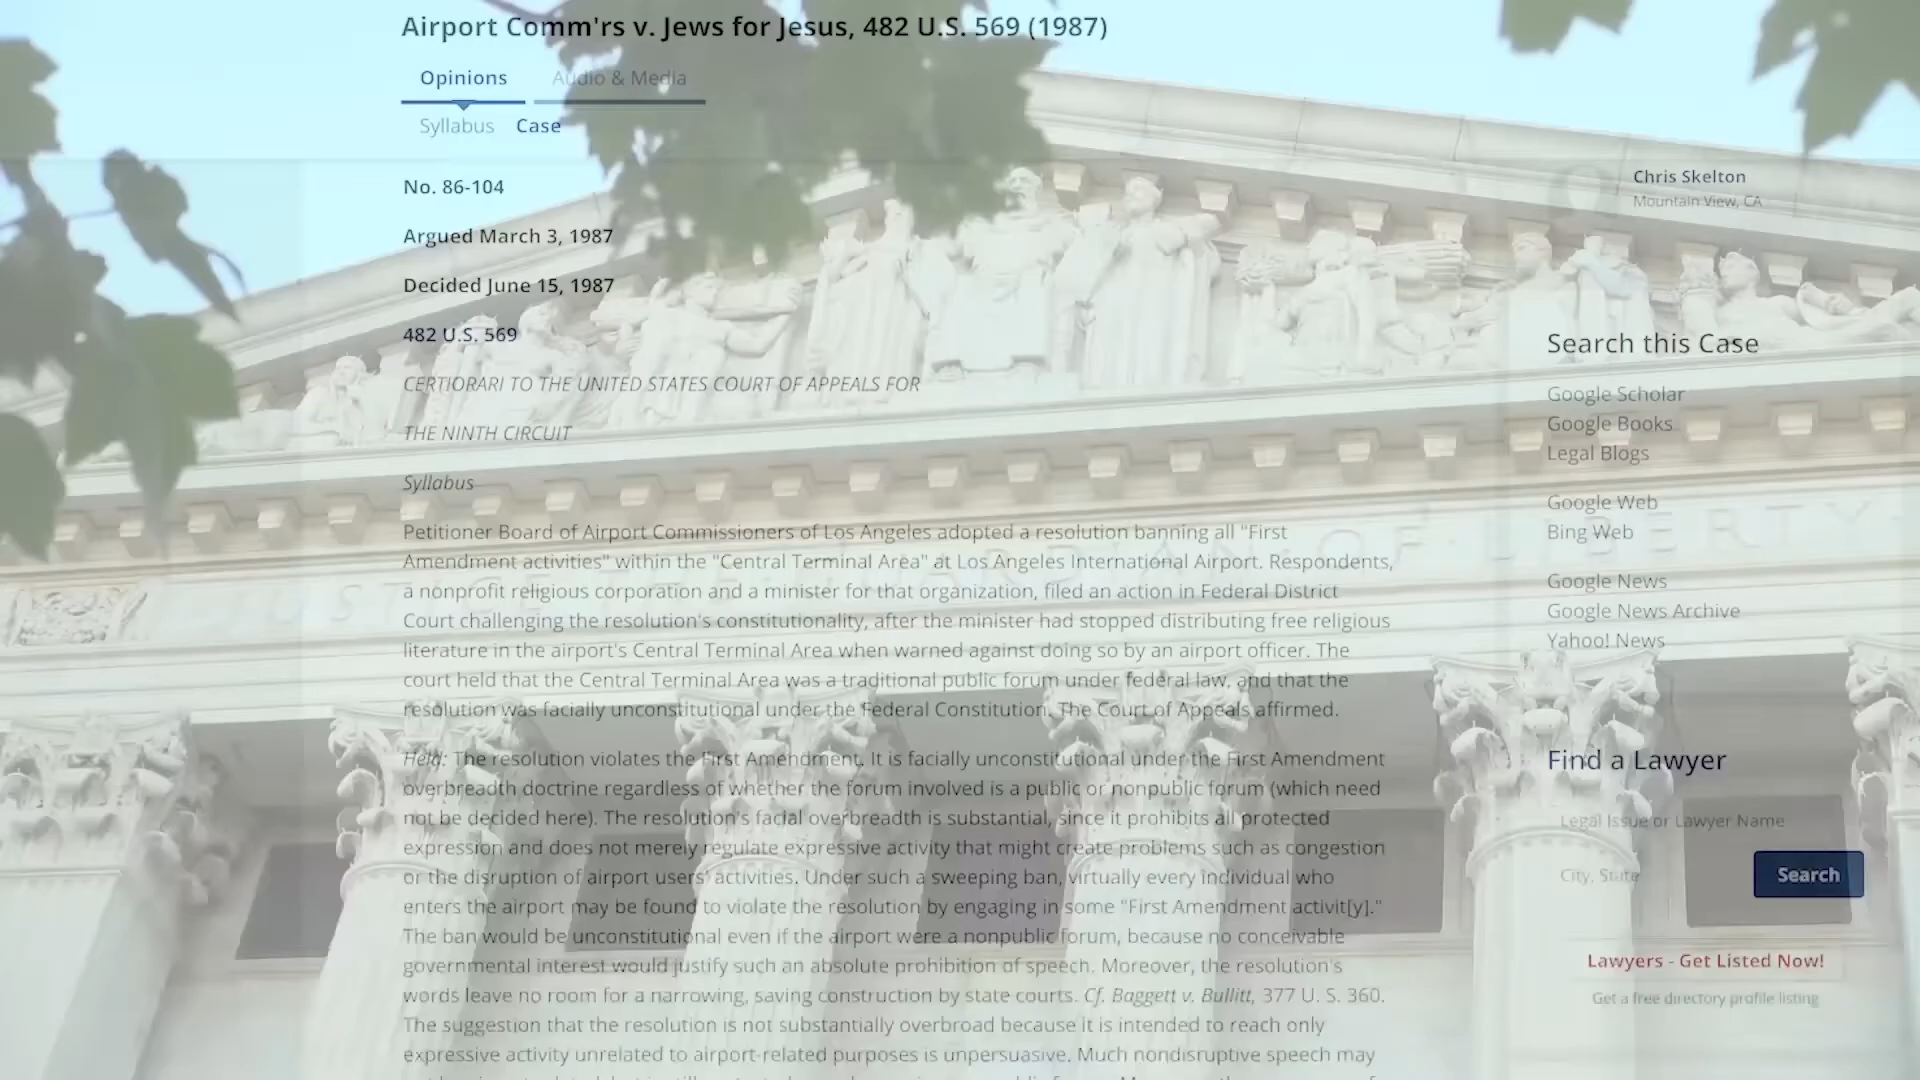 Airport Comm'rs v. Jews for Jesus, 482 U.S. 569 (1987)
Opinions Audio & Media
Syllabus Case
No. 86-104
Argued March 3, 1987
Decided June 15, 1987
482 U.S. 569
CERTIORARI TO THE UNITED STATES COURT OF APPEALS FOR
THE NINTH CIRCUIT
Syllabus
Petitioner Board of Airport Commissioners of Los Angeles adopted a resolution banning all "First
Amendment activities" within the "Central Terminal Area" at Los Angeles International Airport. Respondents,
a nonprofit religious corporation and a minister for that organization, filed an action in Federal District
Court challenging the resolution's constitutionality, after the minister had stopped distributing free religious
literature in the airport's Central Terminal Area when warned against doing so by an airport officer. The
court held that the Central Terminal Area was a traditional public forum under federal law, and that the
resolution was facially unconstitutional under the Federal Constitution. The Court of Appeals affirmed.
Held: The resolution violates the First Amendment. It is facially unconstitutional under the First Amendment
overbreadth doctrine regardless of whether the forum involved is a public or nonpublic forum (which need
not be decided here). The resolution's facial overbreadth is substantial, since it prohibits all protected
expression and does not merely regulate expressive activity that might create problems such as congestion
or the disruption of airport users' activities. Under such a sweeping ban, virtually every individual who
enters the airport may be found to violate the resolution by engaging in some "First Amendment activit[y]."
The ban would be unconstitutional even if the airport were a nonpublic forum, because no conceivable
governmental interest would justify such an absolute prohibition of speech. Moreover, the resolution's
words leave no room for a narrowing, saving construction by state courts. Cf. Baggett v. Bullitt, 377 U. S. 360.
The suggestion that the resolution is not substantially overbroad because it is intended to reach only
expressive activity unrelated to airport-related purposes is unpersuasive. Much nondisruptive speech may
Chris Skelton
Mountain View, CA
Search this Case
Google Scholar
Google Books
Legal Blogs
Google Web
Bing Web
Google News
Google News Archive
Yahoo! News
Find a Lawyer
Legal Issue or Lawyer Name
City, State
Search
Lawyers - Get Listed Now!
Get a free directory profile listing
JUSTICE THE GUARDIAN OF LIBERTY